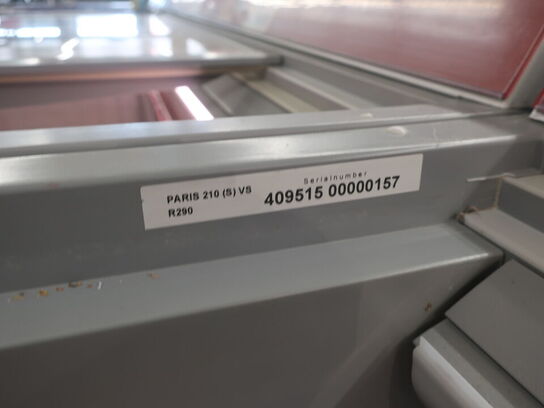 PARIS 210 (S) VS
R290
Serialnumber
409515 00000157